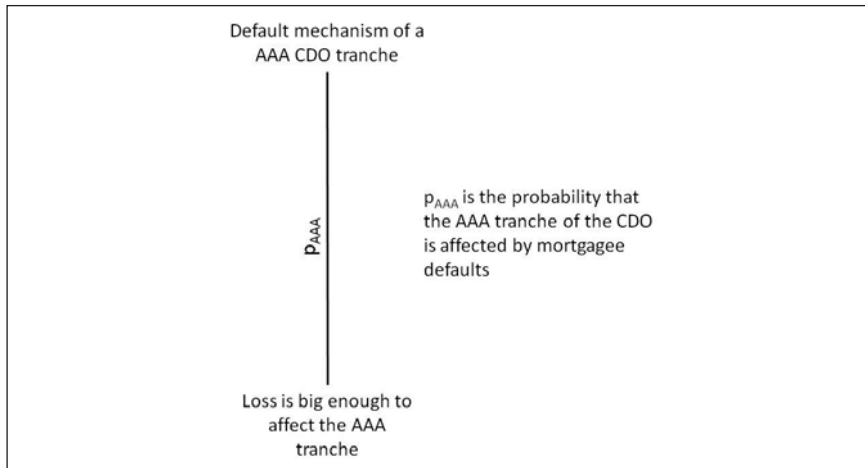 Default mechanism of a
AAA CDO tranche
pAAA
pAAA is the probability that
the AAA tranche of the CDO
is affected by mortgagee
defaults
Loss is big enough to
affect the AAA
tranche